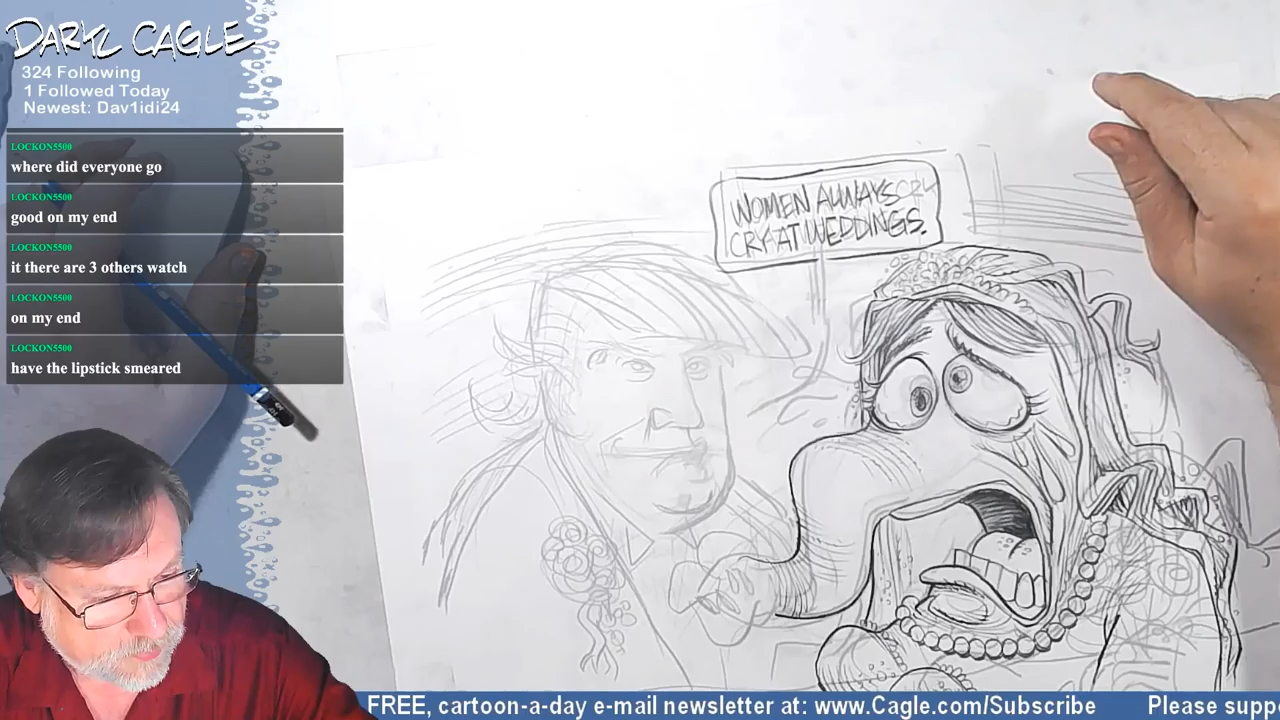 DARYL CAGLE
324 Following
1 Followed Today
Newest: Dav1idi24
LOCKON5500
where did everyone go
LOCKON5500
good on my end
LOCKON5500
it there are 3 others watch
LOCKON5500
on my end
LOCKON5500
have the lipstick smeared
WOMEN ALWAYS CRY
CRY AT WEDDINGS.
FREE, cartoon-a-day e-mail newsletter at: www.Cagle.com/Subscribe Please supp